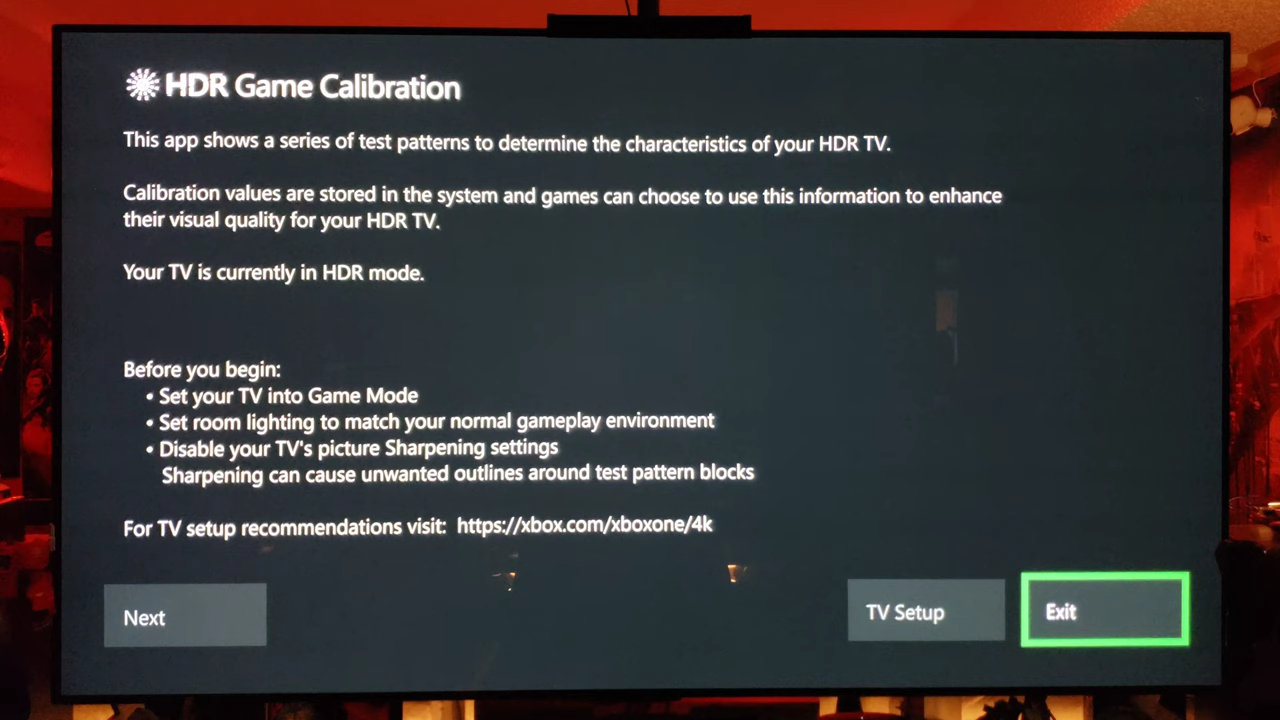 HDR Game Calibration
This app shows a series of test patterns to determine the characteristics of your HDR TV.
Calibration values are stored in the system and games can choose to use this information to enhance
their visual quality for your HDR TV.
Your TV is currently in HDR mode.
Before you begin:
• Set your TV into Game Mode
• Set room lighting to match your normal gameplay environment
• Disable your TV's picture Sharpening settings
Sharpening can cause unwanted outlines around test pattern blocks
For TV setup recommendations visit: https://xbox.com/xboxone/4k
Next
TV Setup
Exit